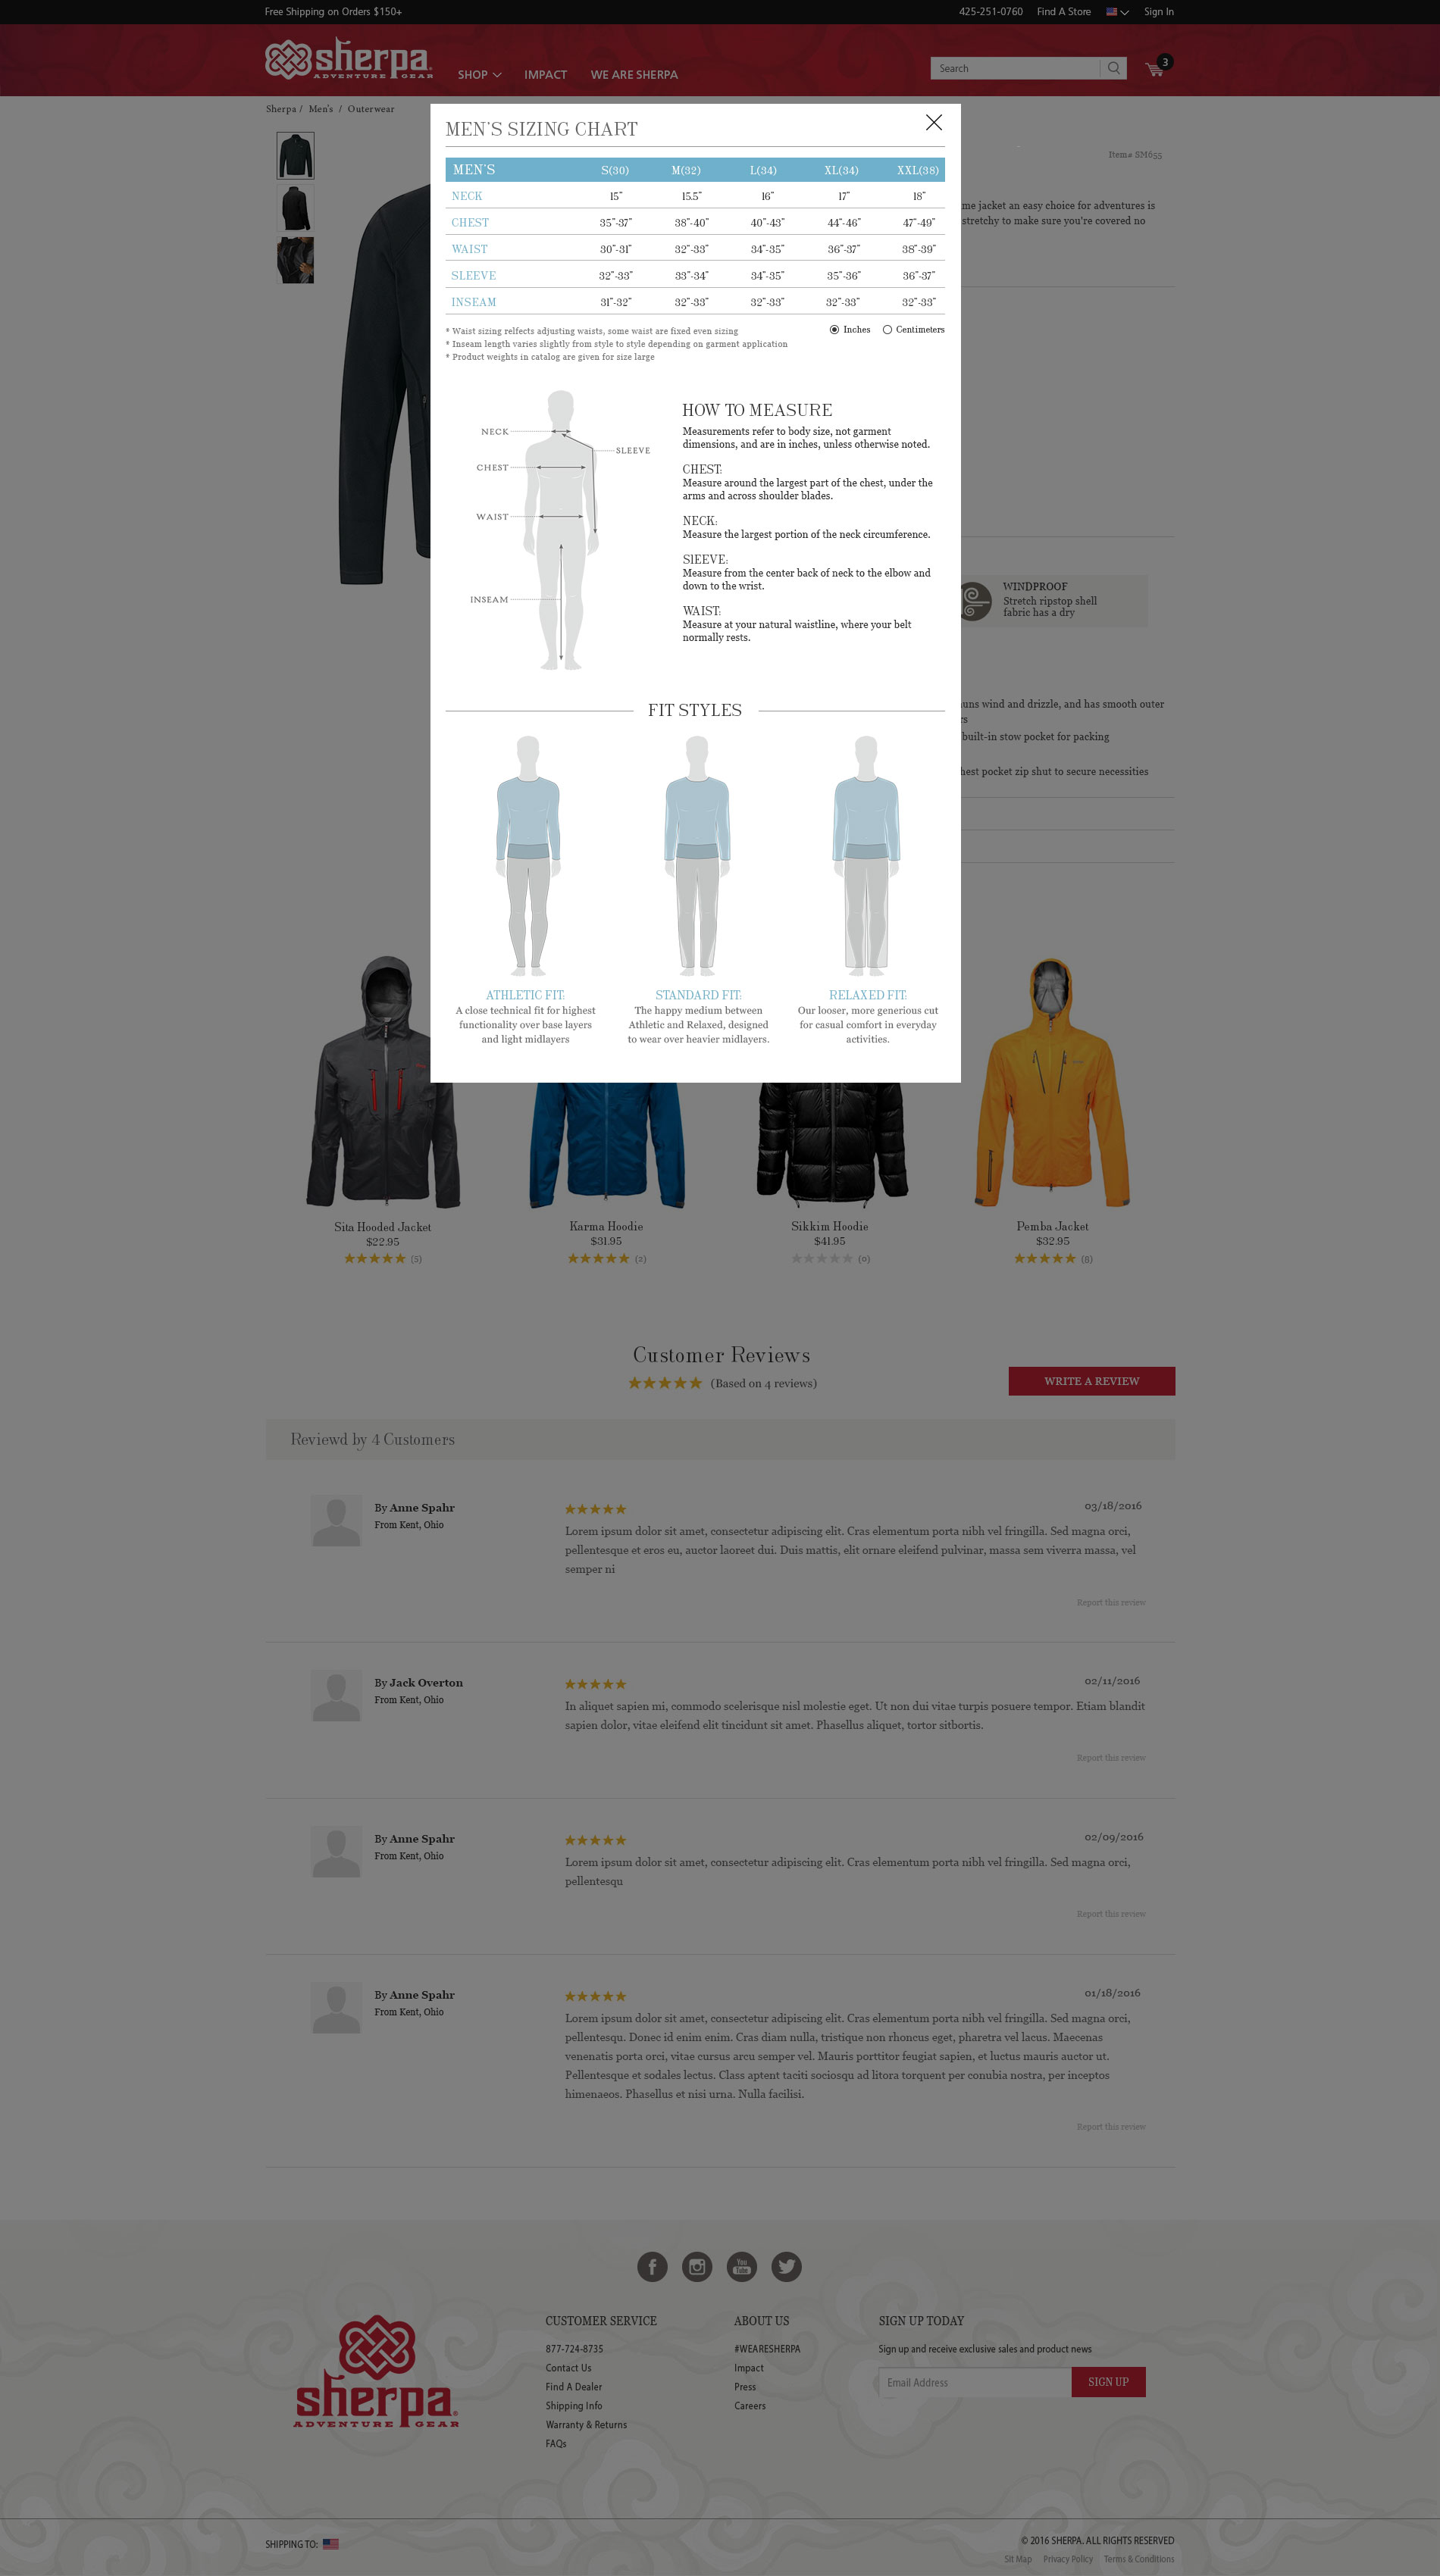 Free Shipping on Orders $150+
425-251-0760 Find A Store Sign In
sherpa
ADVENTURE GEAR
SHOP IMPACT WE ARE SHERPA
Search
3
Sherpa / Men's / Outerwear
Item# SM655
MEN'S SIZING CHART
MEN'S S(30) M(32) L(34) XL(34) XXL(38)
NECK 15" 15.5" 16" 17" 18"
CHEST 35"-37" 38"-40" 40"-43" 44"-46" 47"-49"
WAIST 30"-31" 32"-33" 34"-35" 36"-37" 38"-39"
SLEEVE 32"-33" 33"-34" 34"-35" 35"-36" 36"-37"
INSEAM 31"-32" 32"-33" 32"-33" 32"-33" 32"-33"
* Waist sizing relfects adjusting waists, some waist are fixed even sizing
* Inseam length varies slightly from style to style depending on garment application
* Product weights in catalog are given for size large
Inches Centimeters
NECK
SLEEVE
CHEST
WAIST
INSEAM
HOW TO MEASURE
Measurements refer to body size, not garment
dimensions, and are in inches, unless otherwise noted.
CHEST:
Measure around the largest part of the chest, under the
arms and across shoulder blades.
NECK:
Measure the largest portion of the neck circumference.
SlEEVE:
Measure from the center back of neck to the elbow and
down to the wrist.
WAIST:
Measure at your natural waistline, where your belt
normally rests.
FIT STYLES
ATHLETIC FIT:
A close technical fit for highest
functionality over base layers
and light midlayers
STANDARD FIT:
The happy medium between
Athletic and Relaxed, designed
to wear over heavier midlayers.
RELAXED FIT:
Our looser, more generious cut
for casual comfort in everyday
activities.
me jacket an easy choice for adventures is
stretchy to make sure you're covered no
WINDPROOF
Stretch ripstop shell
fabric has a dry
wind and drizzle, and has smooth outer
built-in stow pocket for packing
pocket zip shut to secure necessities
Sita Hooded Jacket
$22.95
(5)
Karma Hoodie
$31.95
(2)
Sikkim Hoodie
$41.95
(0)
Pemba Jacket
$32.95
(8)
Customer Reviews
(Based on 4 reviews)
WRITE A REVIEW
Reviewd by 4 Customers
By Anne Spahr
From Kent, Ohio
03/18/2016
Lorem ipsum dolor sit amet, consectetur adipiscing elit. Cras elementum porta nibh vel fringilla. Sed magna orci,
pellentesque et eros eu, auctor laoreet dui. Duis mattis, elit ornare eleifend pulvinar, massa sem viverra massa, vel
semper ni
Report this review
By Jack Overton
From Kent, Ohio
02/11/2016
In aliquet sapien mi, commodo scelerisque nisl molestie eget. Ut non dui vitae turpis posuere tempor. Etiam blandit
sapien dolor, vitae eleifend elit tincidunt sit amet. Phasellus aliquet, tortor sitbortis.
Report this review
By Anne Spahr
From Kent, Ohio
02/09/2016
Lorem ipsum dolor sit amet, consectetur adipiscing elit. Cras elementum porta nibh vel fringilla. Sed magna orci,
pellentesqu
Report this review
By Anne Spahr
From Kent, Ohio
01/18/2016
Lorem ipsum dolor sit amet, consectetur adipiscing elit. Cras elementum porta nibh vel fringilla. Sed magna orci,
pellentesqu. Donec id enim enim. Cras diam nulla, tristique non rhoncus eget, pharetra vel lacus. Maecenas
venenatis porta orci, vitae cursus arcu semper vel. Mauris porttitor feugiat sapien, et luctus mauris auctor ut.
Pellentesque et sodales lectus. Class aptent taciti sociosqu ad litora torquent per conubia nostra, per inceptos
himenaeos. Phasellus et nisi urna. Nulla facilisi.
Report this review
You
Tube
sherpa
ADVENTURE GEAR
CUSTOMER SERVICE
877-724-8735
Contact Us
Find A Dealer
Shipping Info
Warranty & Returns
FAQs
ABOUT US
#WEARESHERPA
Impact
Press
Careers
SIGN UP TODAY
Sign up and receive exclusive sales and product news
Email Address
SIGN UP
SHIPPING TO:
© 2016 SHERPA. ALL RIGHTS RESERVED
Sit Map Privacy Policy Terms & Conditions